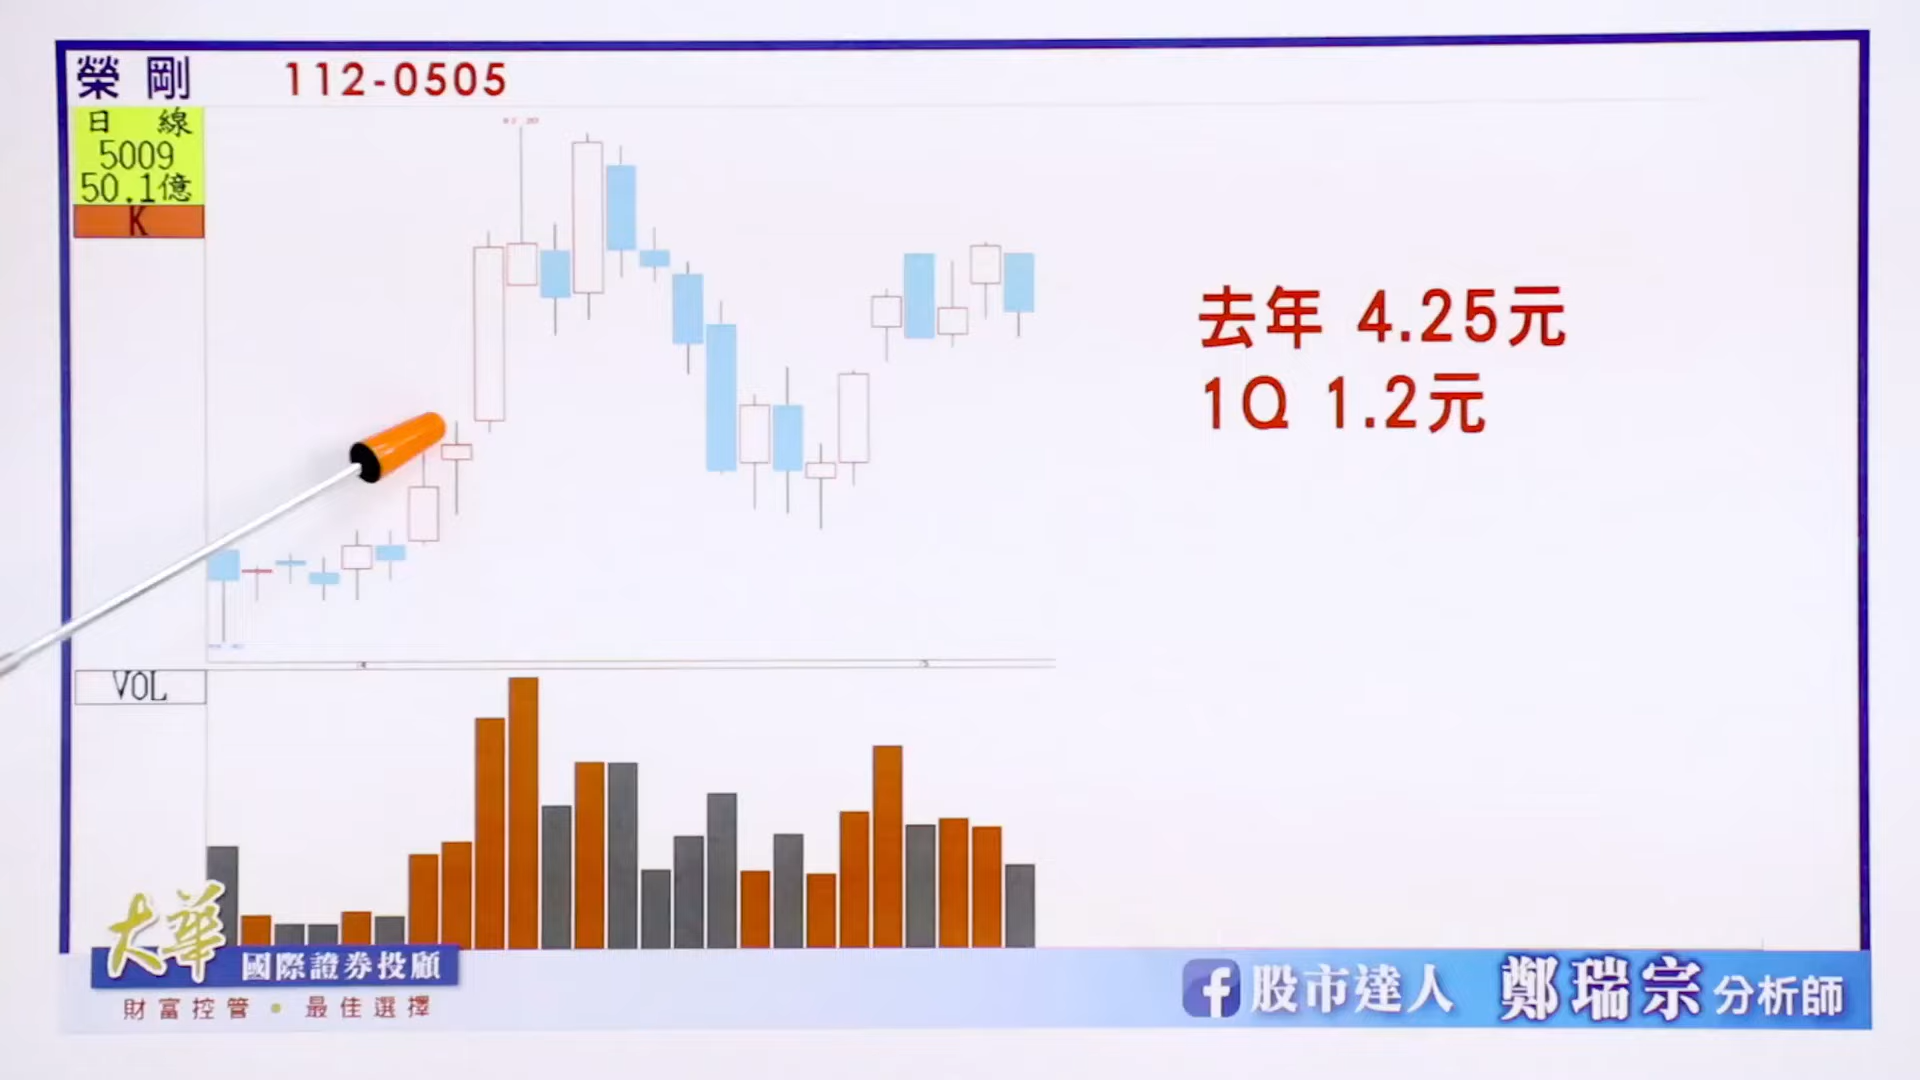 榮剛 112-0505
日線
5009
50.1億
K
去年 4.25元
1Q 1.2元
VOL
大華 國際證券投顧
財富控管・最佳選擇
股市達人 鄭瑞宗 分析師